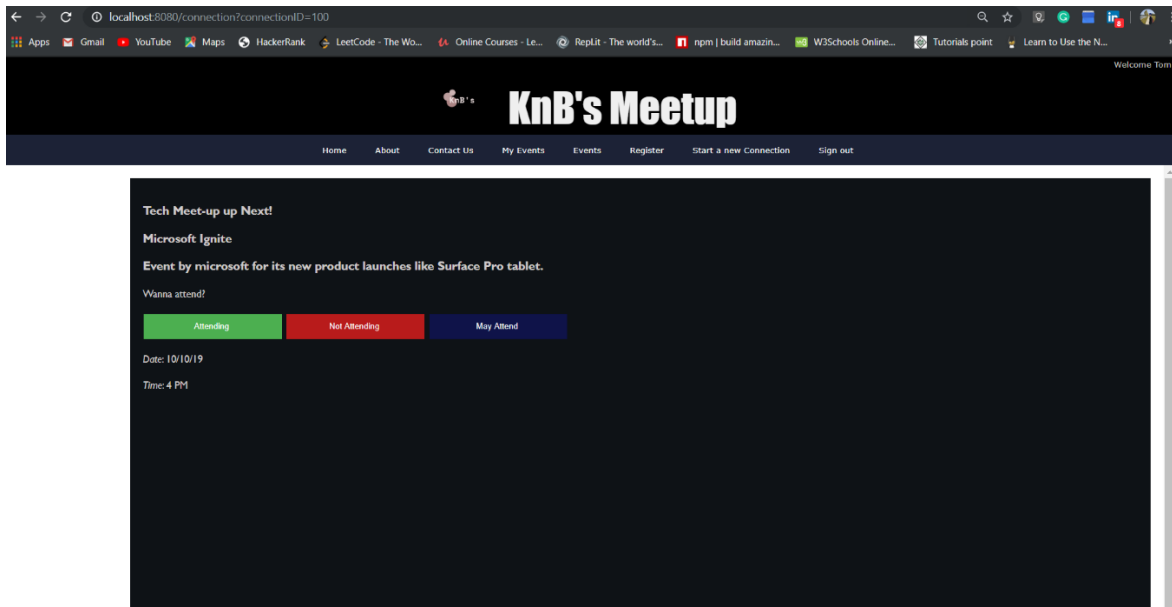 localhost:8080/connection?connectionID=100
Apps Gmail YouTube Maps HackerRank LeetCode - The Wo... Online Courses - Le... RepLit - The world's... npm | build amazin... W3Schools Online... Tutorials point Learn to Use the N...
Welcome Tom
KnB's KnB's Meetup
Home About Contact Us My Events Events Register Start a new Connection Sign out
Tech Meet-up up Next!
Microsoft Ignite
Event by microsoft for its new product launches like Surface Pro tablet.
Wanna attend?
Attending Not Attending May Attend
Date: 10/10/19
Time: 4 PM